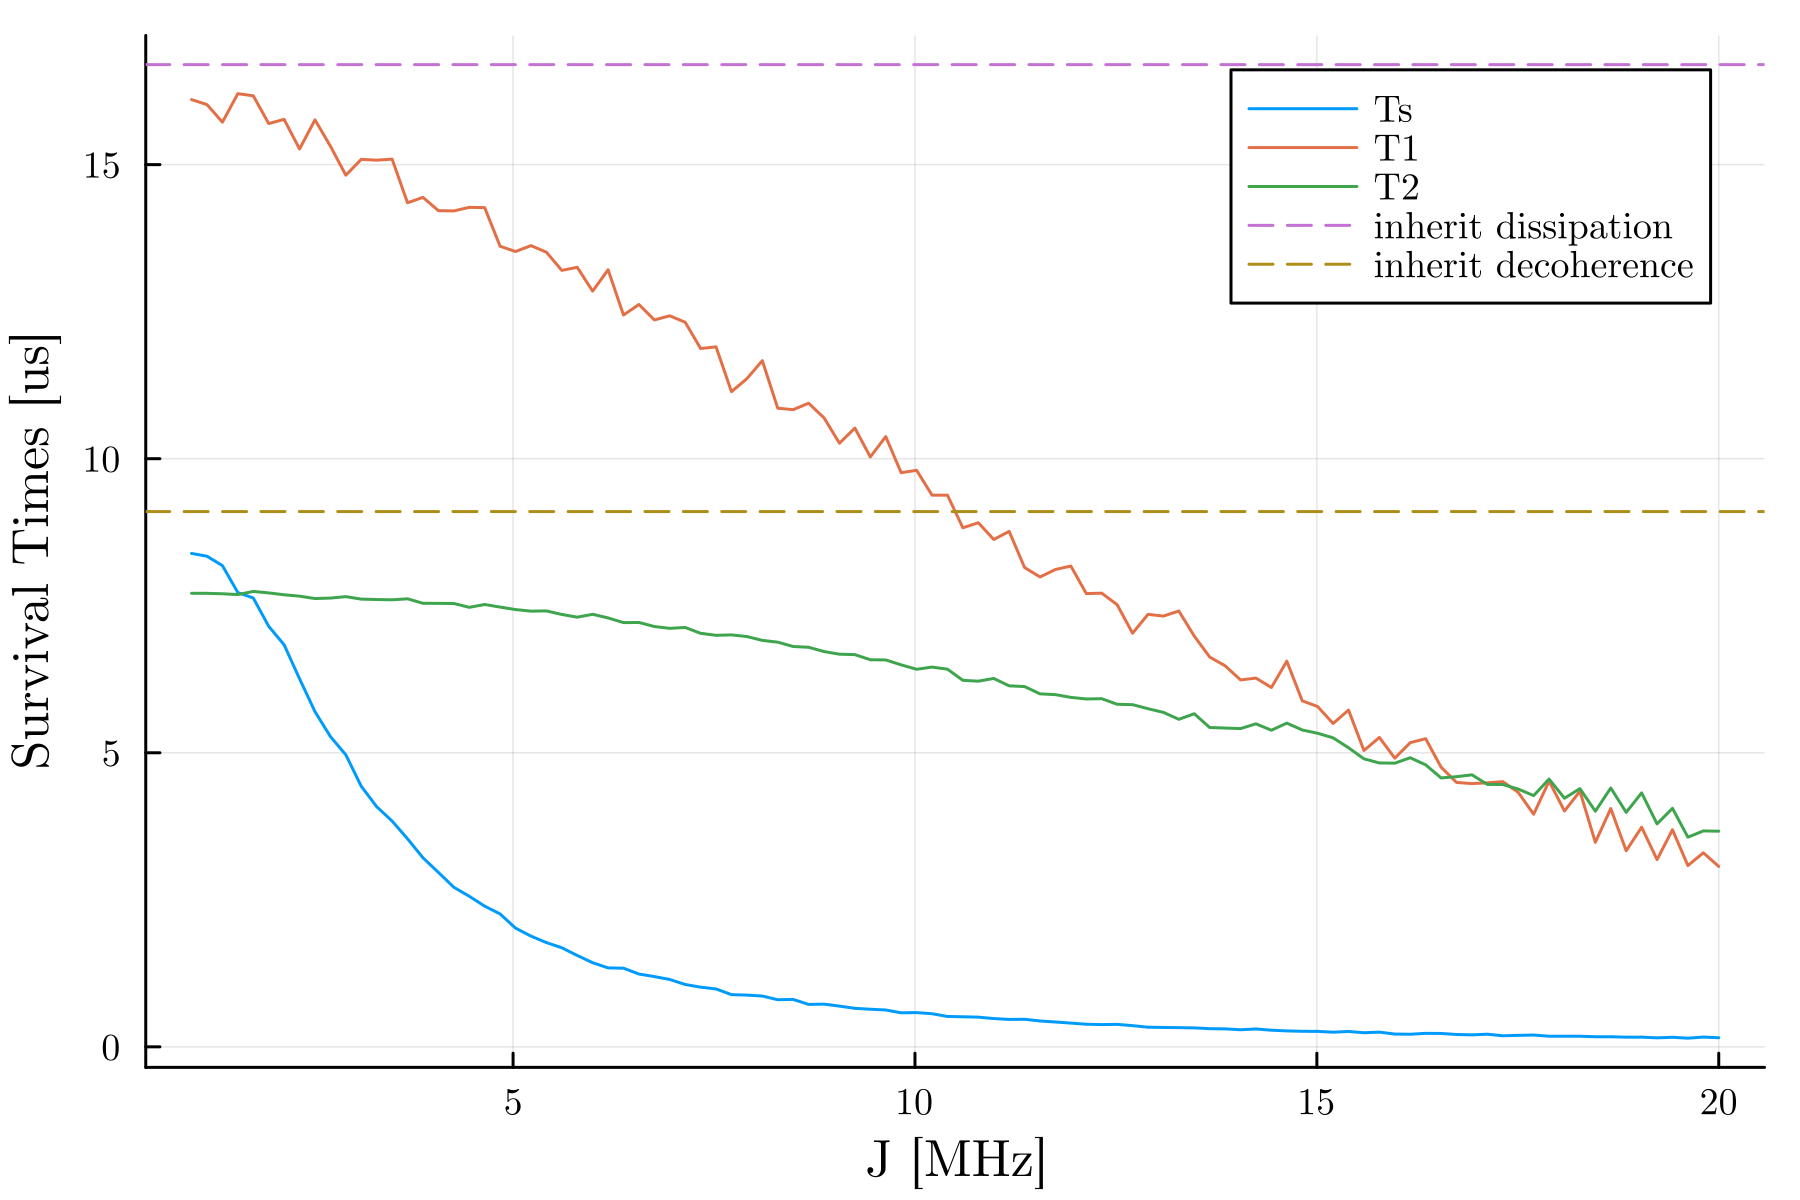 Survival Times [us]
15
10
5
0
Ts
T1
T2
inherit dissipation
inherit decoherence
5
10
15
20
J [MHz]